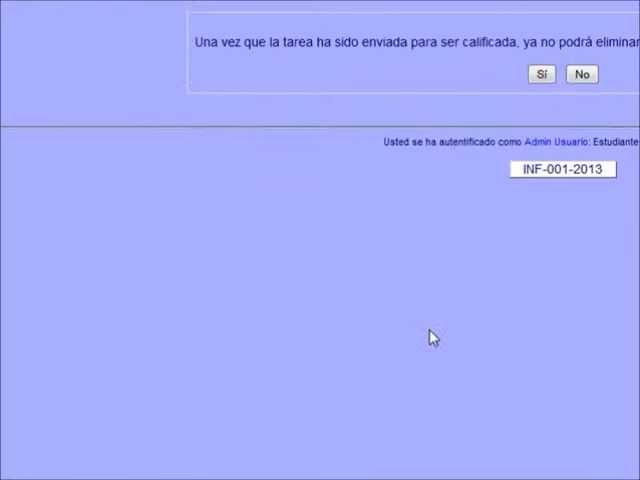 Una vez que la tarea ha sido enviada para ser calificada, ya no podrá eliminar
Sí No
Usted se ha autentificado como Admin Usuario: Estudiante
INF-001-2013